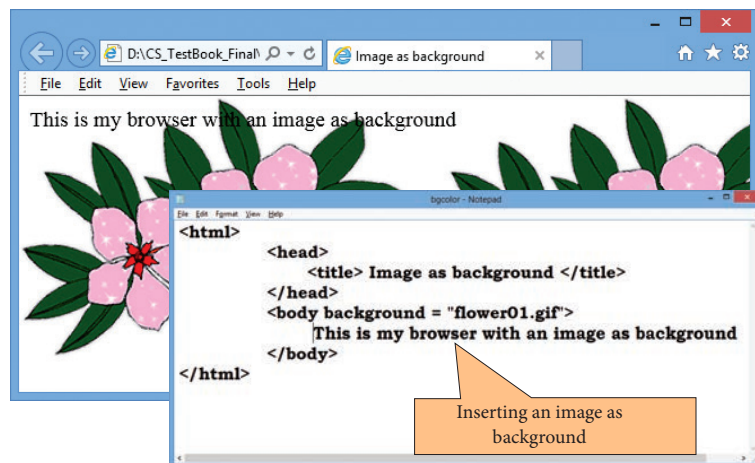 D:\CS_TestBook_Final\
Image as background
File Edit View Favorites Tools Help
This is my browser with an image as background
bgcolor - Notepad
File Edit Format View Help
<html>
<head>
<title> Image as background </title>
</head>
<body background = "flower01.gif">
This is my browser with an image as background
</body>
</html>
Inserting an image as
background